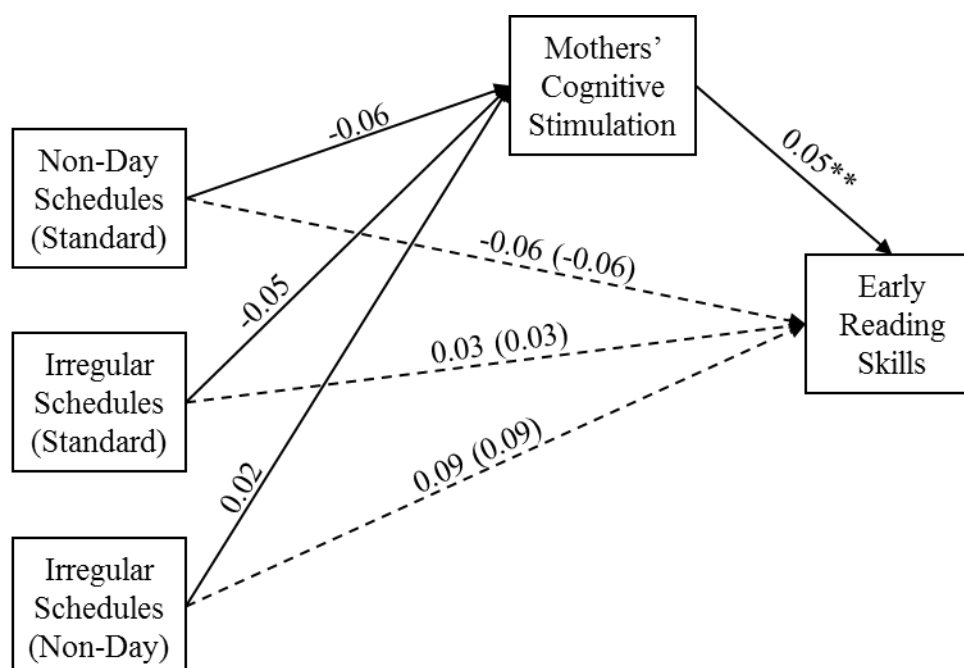 Mothers’
Cognitive
Stimulation
-0.06
0.05**
Non-Day
Schedules
(Standard)
-0.06 (-0.06)
-0.05
Early
Reading
Skills
Irregular
Schedules
(Standard)
0.03 (0.03)
0.02
0.09 (0.09)
Irregular
Schedules
(Non-Day)